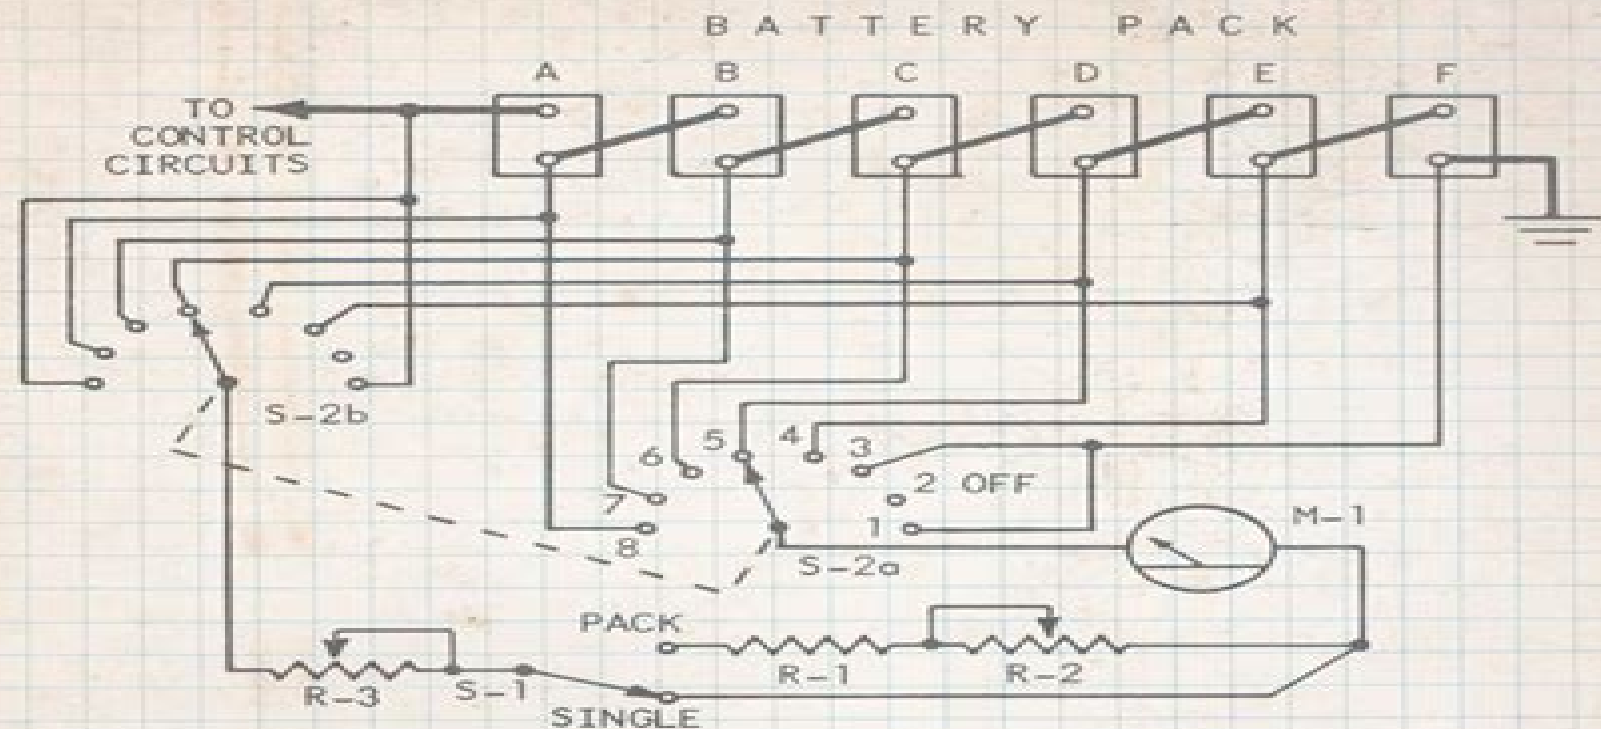 BATTERY PACK
A B C D E F
TO
CONTROL
CIRCUITS
S-2b
5 4 3
6
2 OFF
7
1
8
M-1
S-2a
PACK
R-1 R-2
R-3 S-1
SINGLE